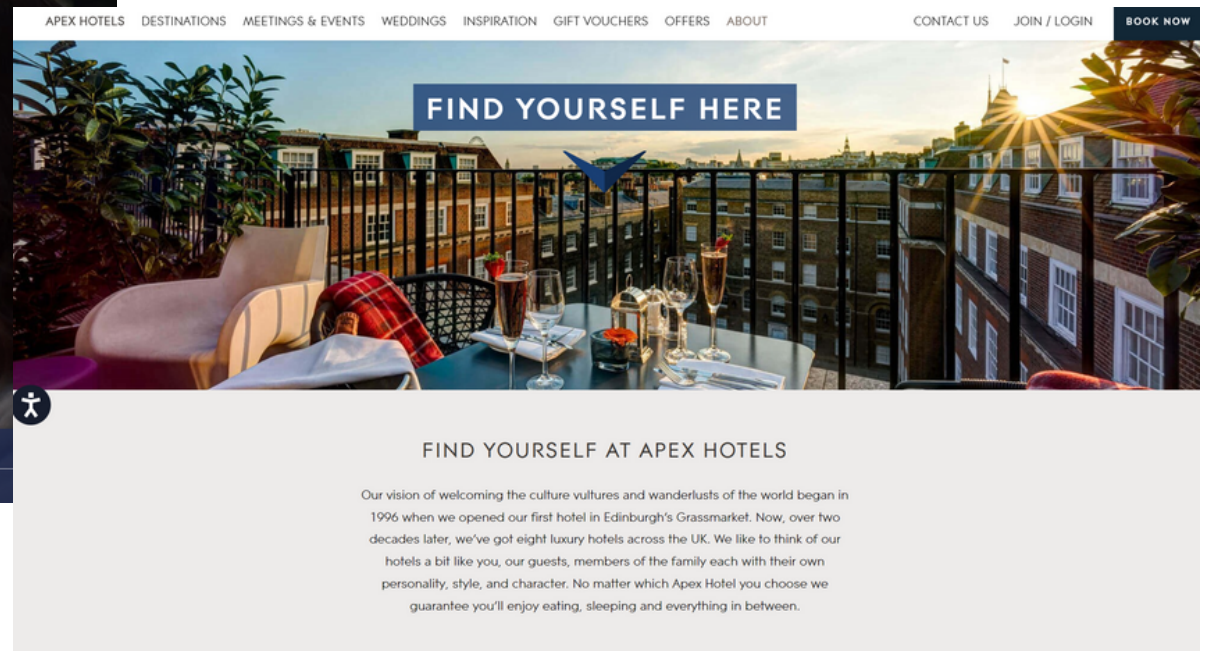 APEX HOTELS DESTINATIONS MEETINGS & EVENTS WEDDINGS INSPIRATION GIFT VOUCHERS OFFERS ABOUT CONTACT US JOIN / LOGIN BOOK NOW
FIND YOURSELF HERE
FIND YOURSELF AT APEX HOTELS
Our vision of welcoming the culture vultures and wanderlusts of the world began in
1996 when we opened our first hotel in Edinburgh's Grassmarket. Now, over two
decades later, we've got eight luxury hotels across the UK. We like to think of our
hotels a bit like you, our guests, members of the family each with their own
personality, style, and character. No matter which Apex Hotel you choose we
guarantee you'll enjoy eating, sleeping and everything in between.